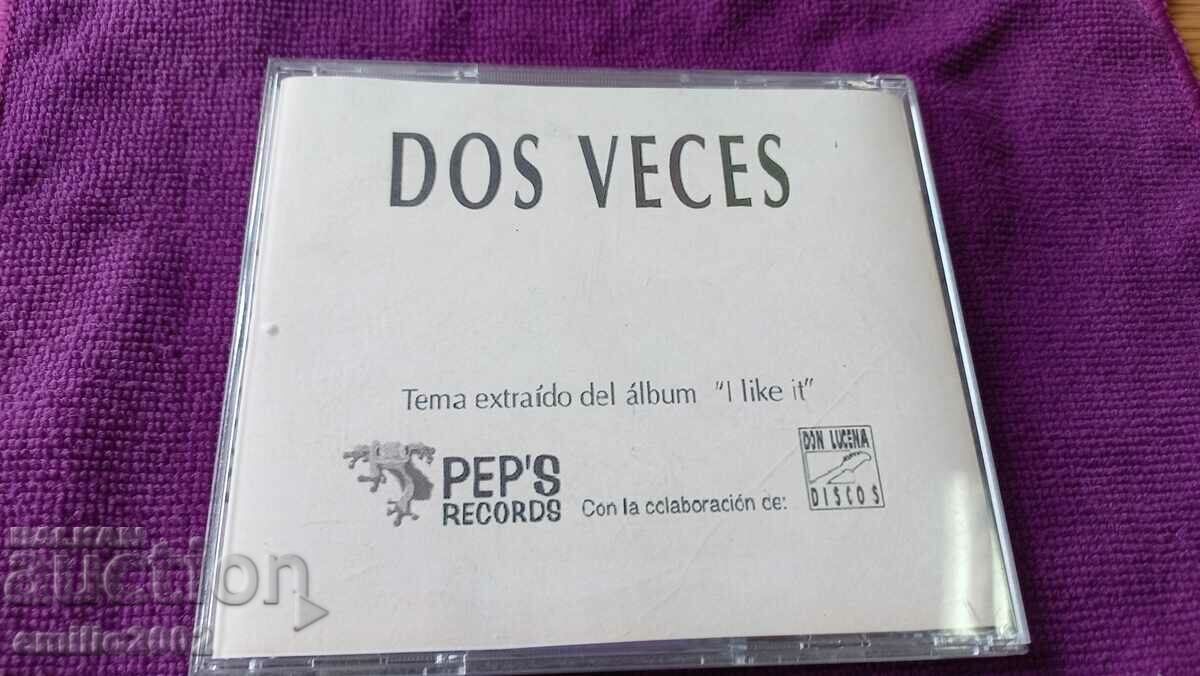 DOS VECES
Tema extraído del álbum "I like it"
PEP'S
RECORDS
Con la colaboración de:
DON LUCENA
DISCOS
BALKAN
auction
emilio2002